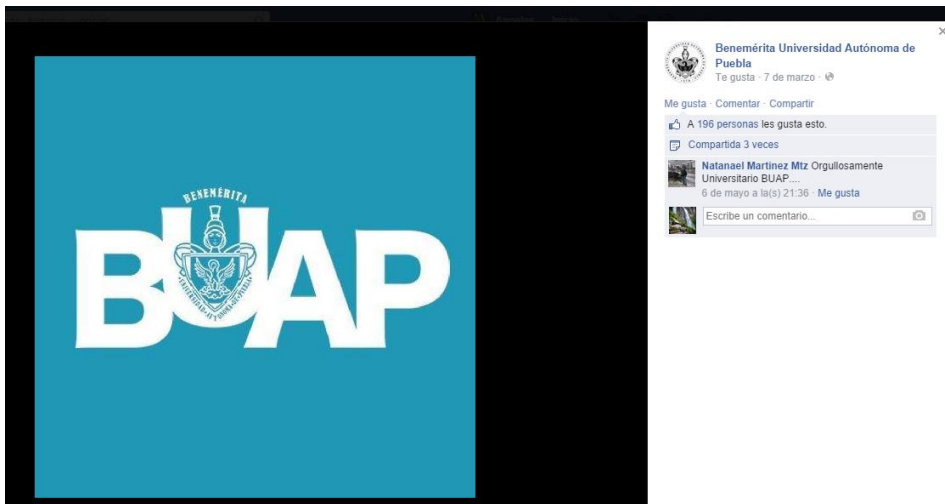 BENEMÉRITA
BUAP
Benemérita Universidad Autónoma de
Puebla
Te gusta · 7 de marzo ·
Me gusta · Comentar · Compartir
A 196 personas les gusta esto.
Compartida 3 veces
Natanael Martinez Mtz Orgullosamente
Universitario BUAP....
6 de mayo a la(s) 21:36 · Me gusta
Escribe un comentario...